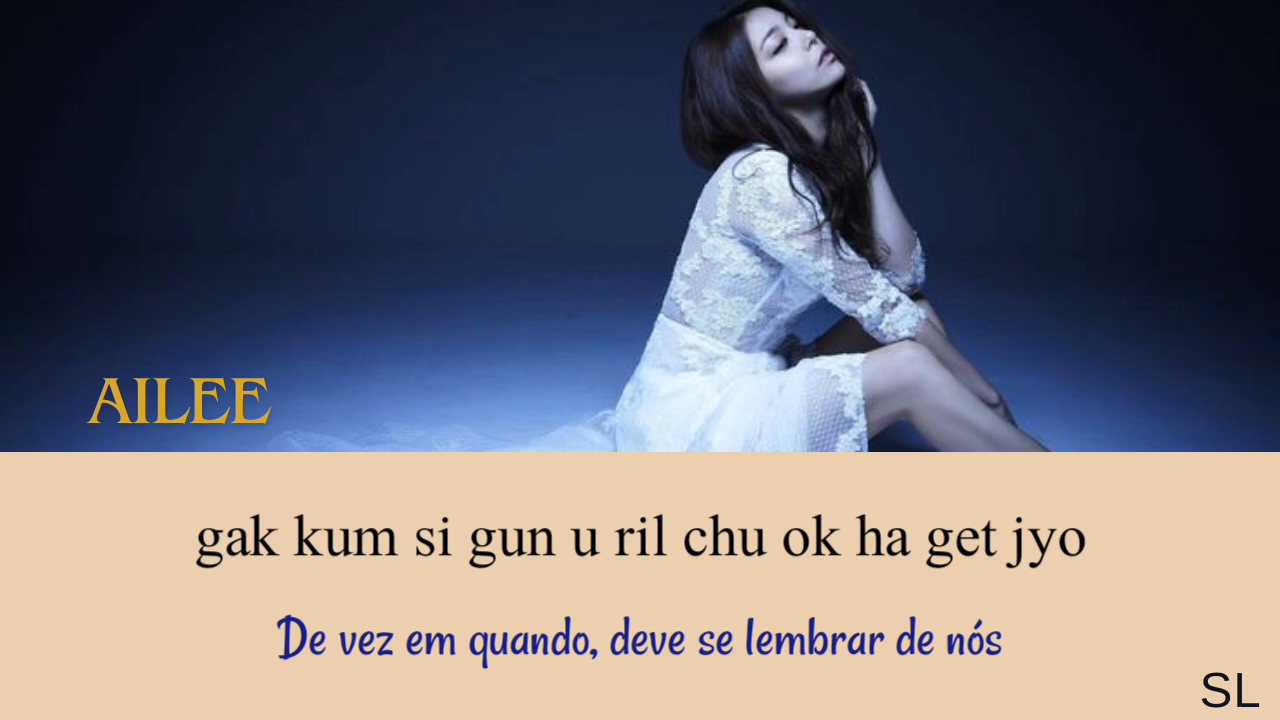 AILEE
gak kum si gun u ril chu ok ha get jyo
De vez em quando, deve se lembrar de nós
SL